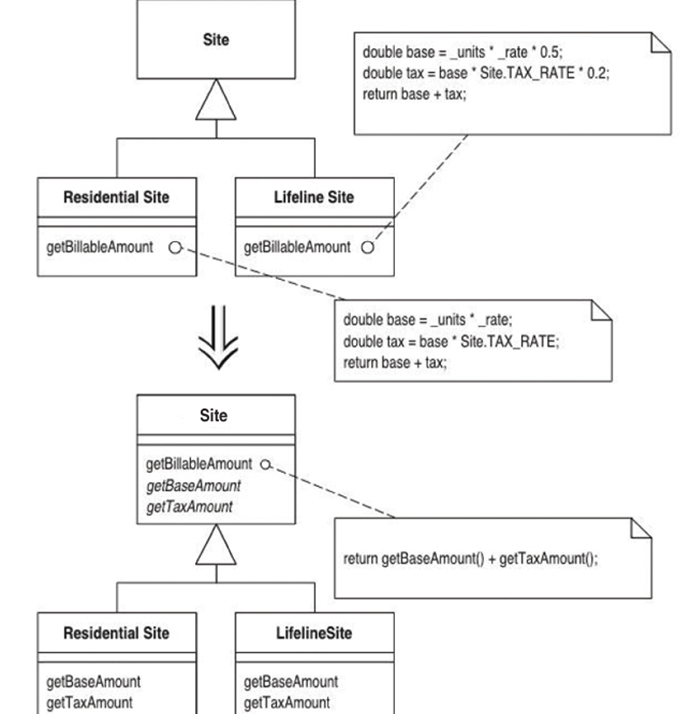 Site
double base = _units * _rate * 0.5;
double tax = base * Site.TAX_RATE * 0.2;
return base + tax;
Residential Site
getBillableAmount
Lifeline Site
getBillableAmount
double base = _units * _rate;
double tax = base * Site.TAX_RATE;
return base + tax;
Site
getBillableAmount
getBaseAmount
getTaxAmount
return getBaseAmount() + getTaxAmount();
Residential Site
getBaseAmount
getTaxAmount
LifelineSite
getBaseAmount
getTaxAmount